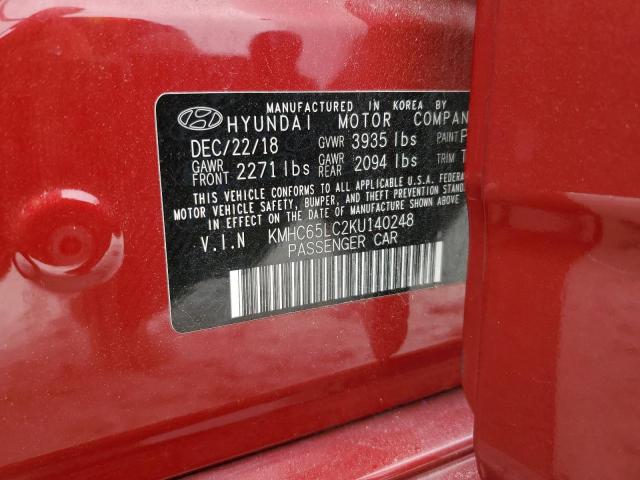 MANUFACTURED IN KOREA BY
HYUNDAI MOTOR COMPAN
DEC/22/18 GVWR 3935 lbs PAINT P
GAWR FRONT 2271 lbs GAWR REAR 2094 lbs TRIM T
THIS VEHICLE CONFORMS TO ALL APPLICABLE U.S.A. FEDERA
MOTOR VEHICLE SAFETY, BUMPER, AND THEFT PREVENTION STAND
IN EFFECT ON THE DATE OF MANUFACTURE SHOWN ABOVE.
V.I.N KMHC65LC2KU140248
PASSENGER CAR